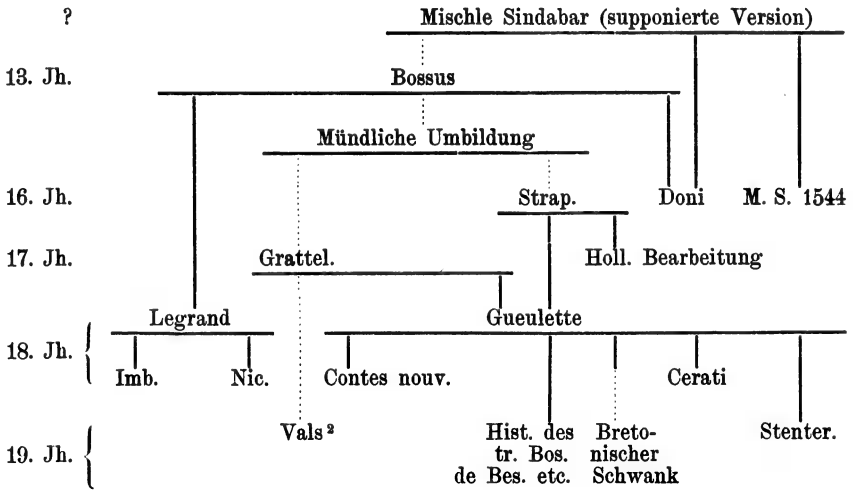 ? Mischle Sindabar (supponierte Version)
13. Jh. Bossus
Mündliche Umbildung
16. Jh. Strap. Doni M. S. 1544
17. Jh. Grattel. Holl. Bearbeitung
Legrand Gueulette
18. Jh.
Imb. Nic. Contes nouv. Cerati
Vals² Hist. des Breto- Stenter.
19. Jh. tr. Bos. nischer
de Bes. etc. Schwank